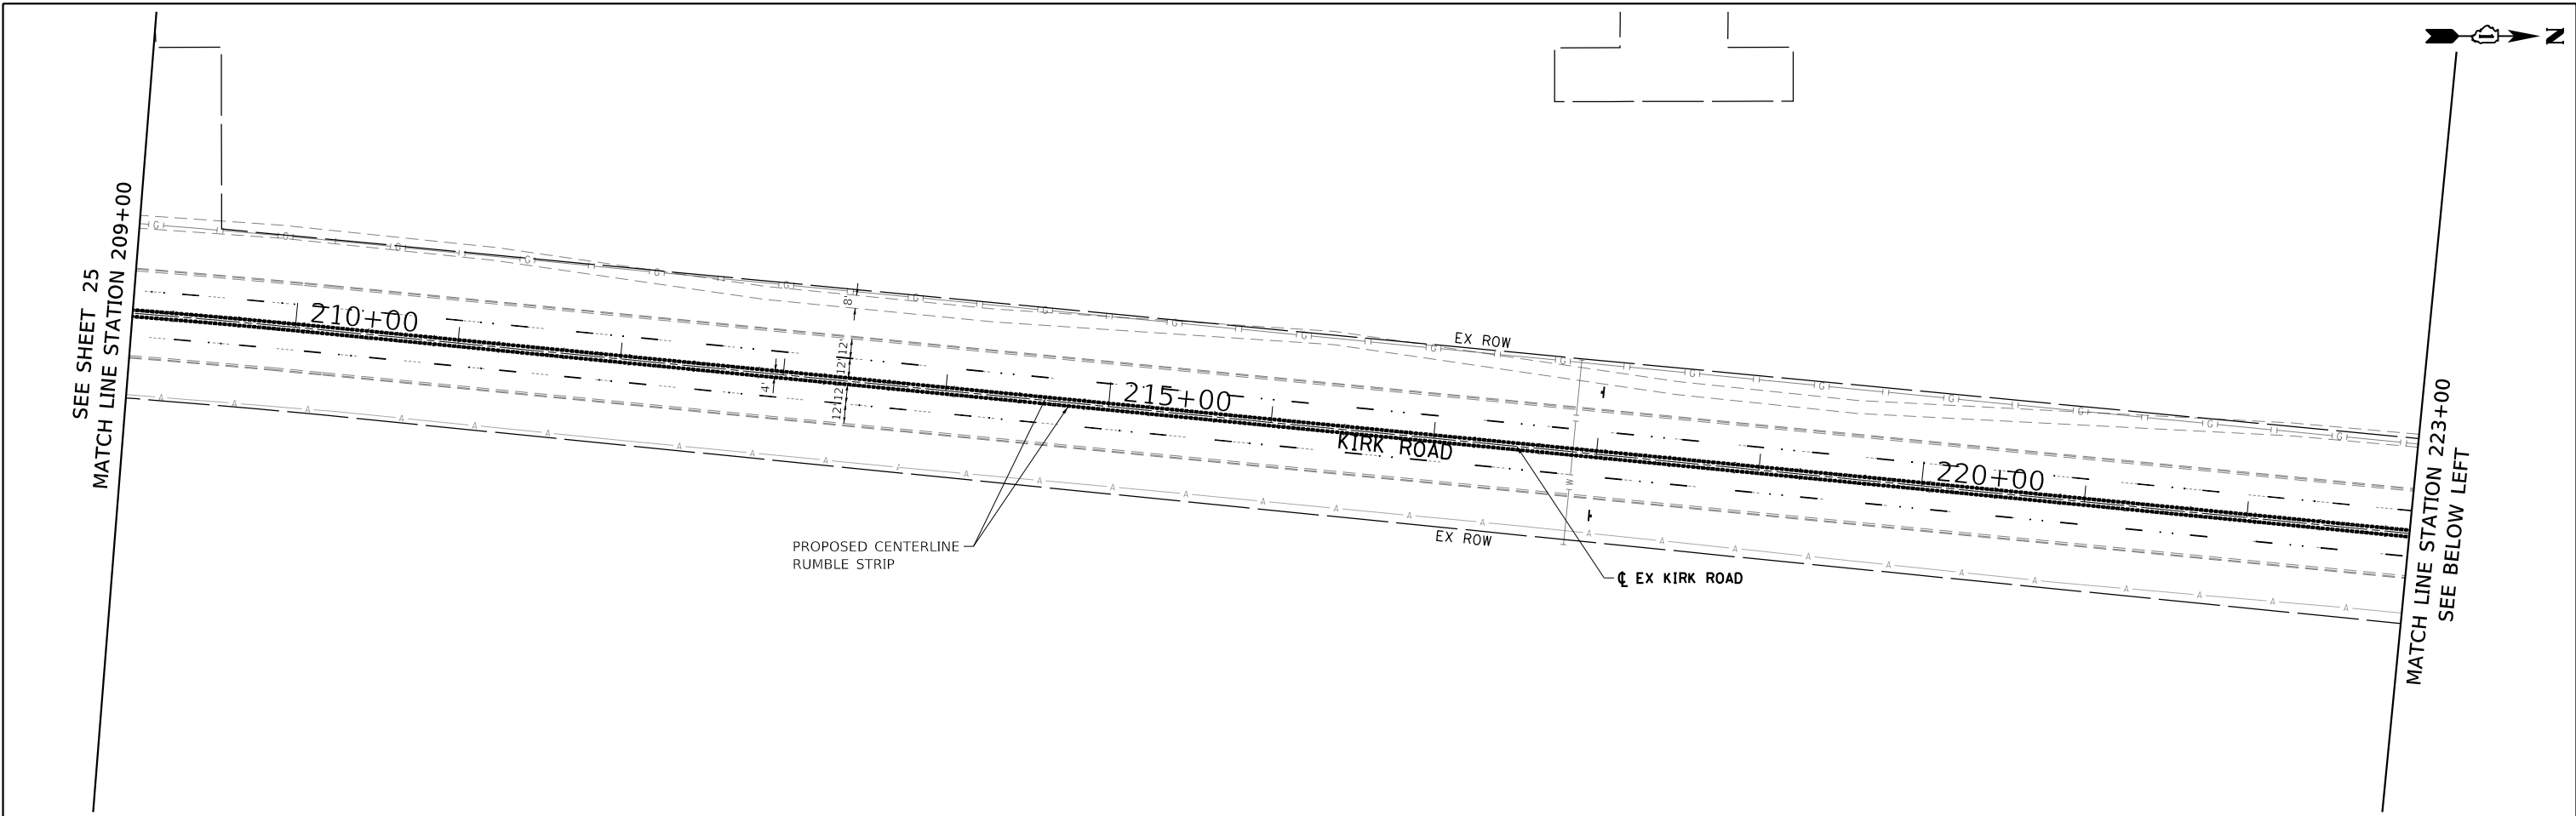 N
SEE SHEET 25
MATCH LINE STATION 209+00
210+00
8'
12'
12'
4'
12'
12'
215+00
EX ROW
KIRK ROAD
220+00
W
PROPOSED CENTERLINE
RUMBLE STRIP
EX ROW
℄ EX KIRK ROAD
MATCH LINE STATION 223+00
SEE BELOW LEFT